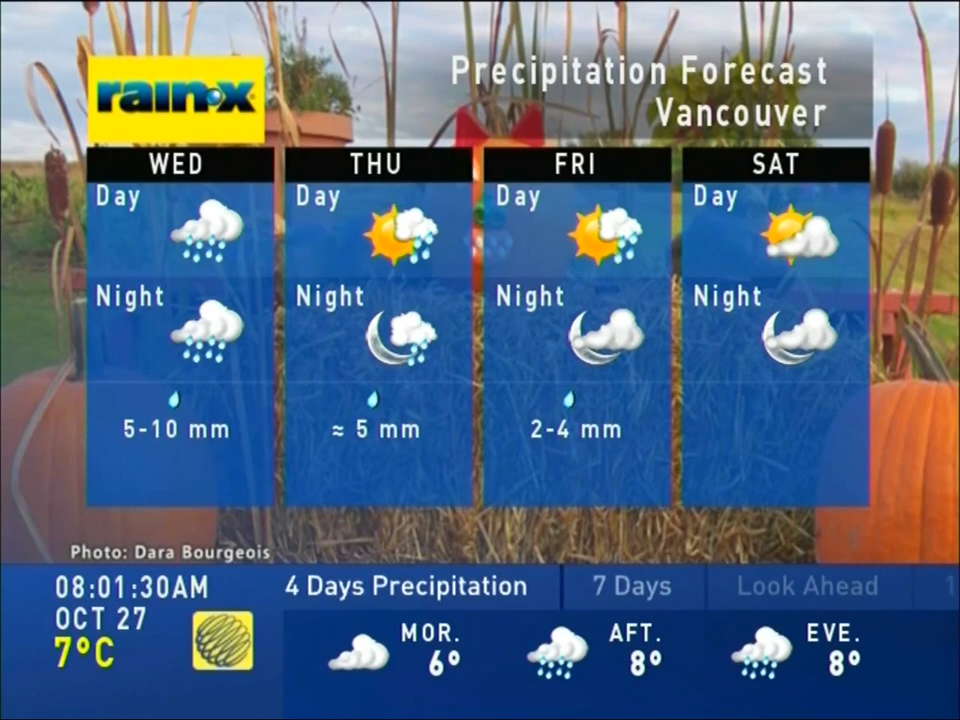 rain·x
Precipitation Forecast
Vancouver
WED
THU
FRI
SAT
Day
Day
Day
Day
Night
Night
Night
Night
5-10 mm
≈ 5 mm
2-4 mm
Photo: Dara Bourgeois
08:01:30AM
OCT 27
7°C
4 Days Precipitation
7 Days
Look Ahead
1
MOR.
6°
AFT.
8°
EVE.
8°